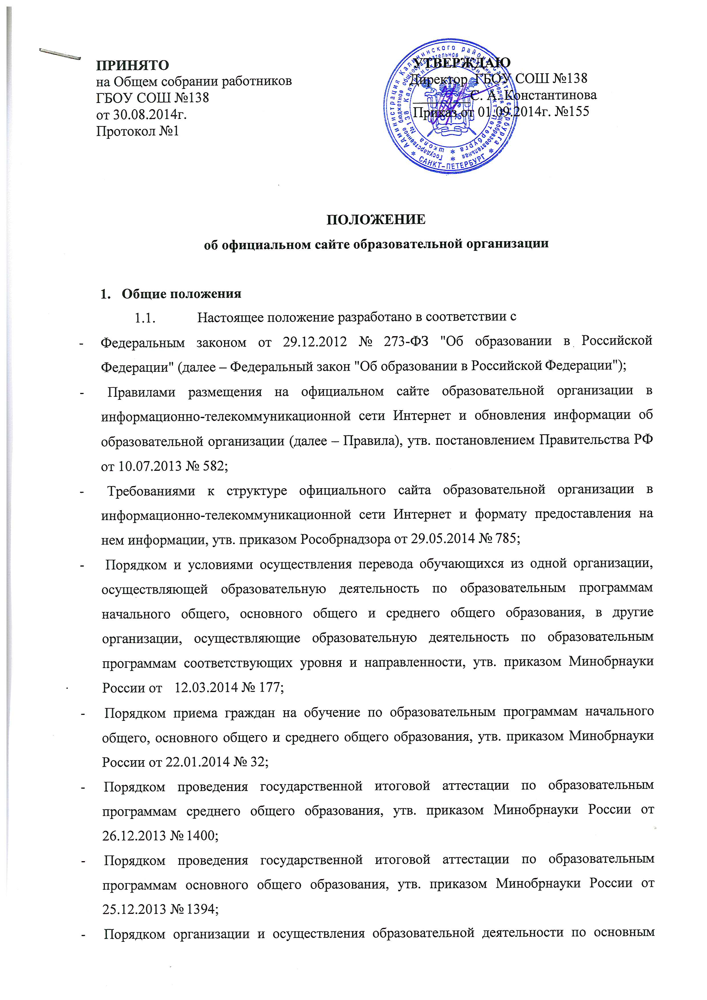 ПРИНЯТО
на Общем собрании работников
ГБОУ СОШ №138
от 30.08.2014г.
Протокол №1
УТВЕРЖДАЮ
Директор ГБОУ СОШ №138
С. А. Константинова
Приказ от 01.09.2014г. №155
Администрация Калининского района Санкт-Петербурга
* САНКТ-ПЕТЕРБУРГ *
Государственное бюджетное общеобразовательное учреждение средняя общеобразовательная
школа №138 Калининского района Санкт-Петербурга
ПОЛОЖЕНИЕ
об официальном сайте образовательной организации
1. Общие положения
1.1. Настоящее положение разработано в соответствии с
- Федеральным законом от 29.12.2012 № 273-ФЗ "Об образовании в Российской
Федерации" (далее – Федеральный закон "Об образовании в Российской Федерации");
- Правилами размещения на официальном сайте образовательной организации в
информационно-телекоммуникационной сети Интернет и обновления информации об
образовательной организации (далее – Правила), утв. постановлением Правительства РФ
от 10.07.2013 № 582;
- Требованиями к структуре официального сайта образовательной организации в
информационно-телекоммуникационной сети Интернет и формату предоставления на
нем информации, утв. приказом Рособрнадзора от 29.05.2014 № 785;
- Порядком и условиями осуществления перевода обучающихся из одной организации,
осуществляющей образовательную деятельность по образовательным программам
начального общего, основного общего и среднего общего образования, в другие
организации, осуществляющие образовательную деятельность по образовательным
программам соответствующих уровня и направленности, утв. приказом Минобрнауки
России от 12.03.2014 № 177;
- Порядком приема граждан на обучение по образовательным программам начального
общего, основного общего и среднего общего образования, утв. приказом Минобрнауки
России от 22.01.2014 № 32;
- Порядком проведения государственной итоговой аттестации по образовательным
программам среднего общего образования, утв. приказом Минобрнауки России от
26.12.2013 № 1400;
- Порядком проведения государственной итоговой аттестации по образовательным
программам основного общего образования, утв. приказом Минобрнауки России от
25.12.2013 № 1394;
- Порядком организации и осуществления образовательной деятельности по основным